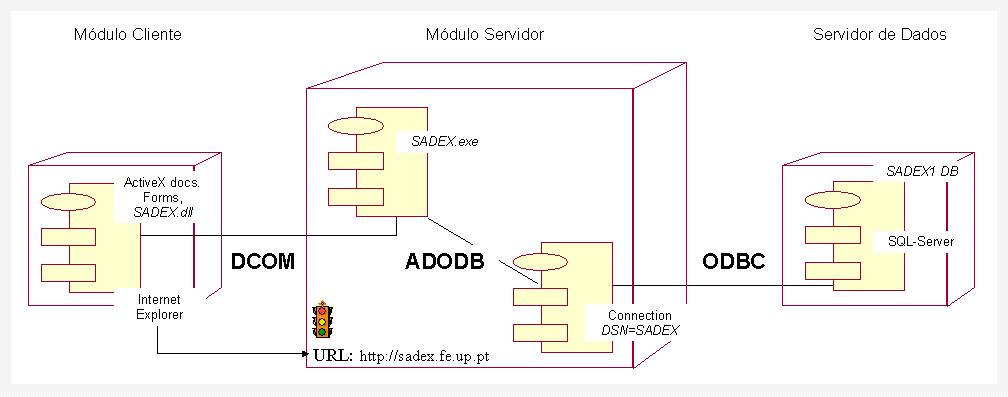 Módulo Cliente
Módulo Servidor
Servidor de Dados
ActiveX docs.
Forms,
SADEX.dll
Internet
Explorer
DCOM
SADEX.exe
ADODB
Connection
DSN=SADEX
URL: http://sadex.fe.up.pt
ODBC
SADEX1 DB
SQL-Server